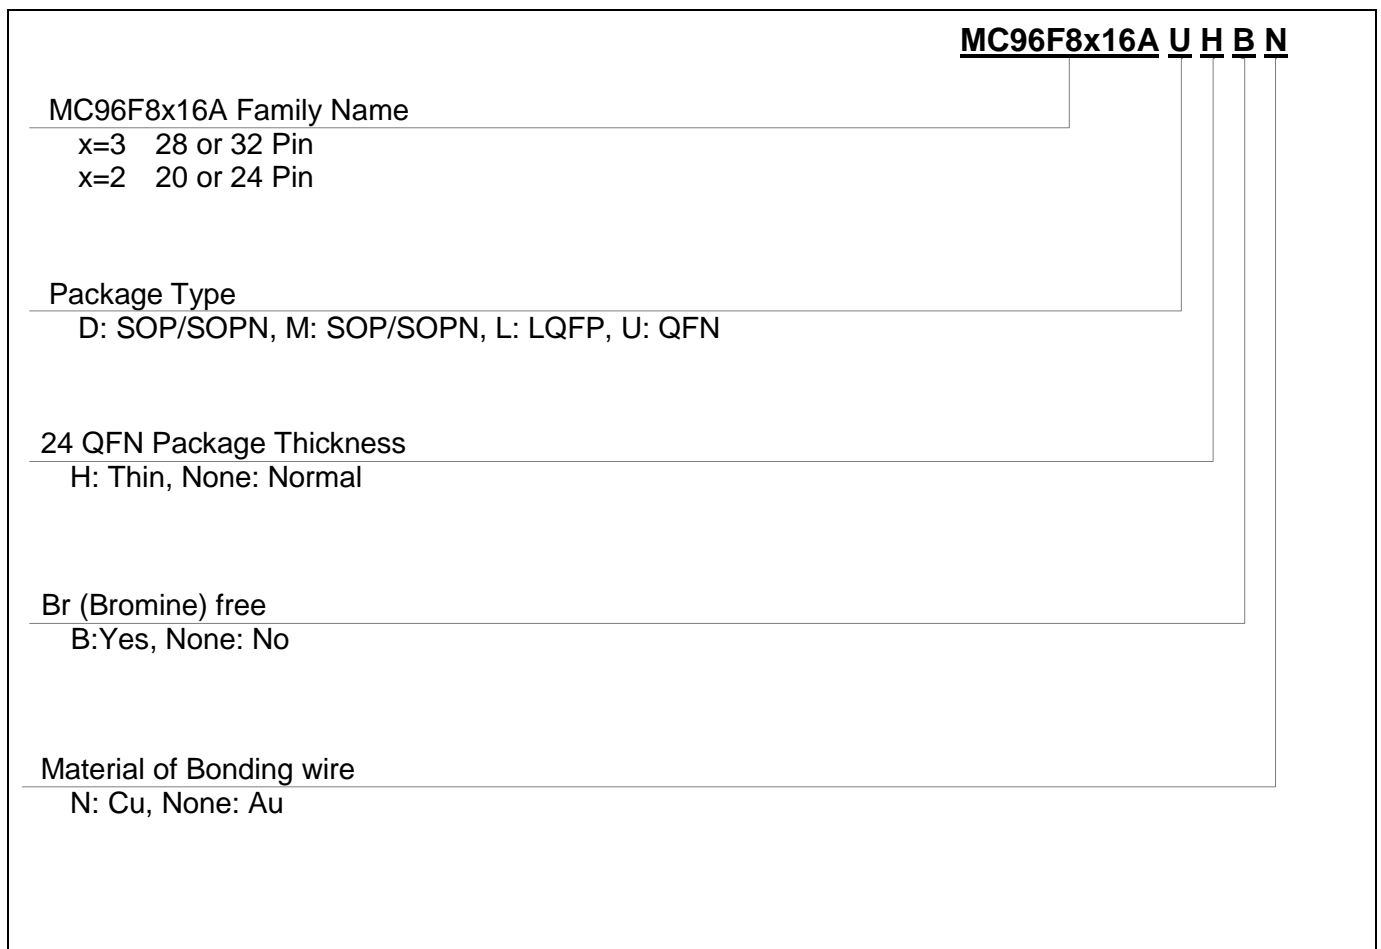 MC96F8x16A U H B N
MC96F8x16A Family Name
x=3 28 or 32 Pin
x=2 20 or 24 Pin
Package Type
D: SOP/SOPN, M: SOP/SOPN, L: LQFP, U: QFN
24 QFN Package Thickness
H: Thin, None: Normal
Br (Bromine) free
B:Yes, None: No
Material of Bonding wire
N: Cu, None: Au